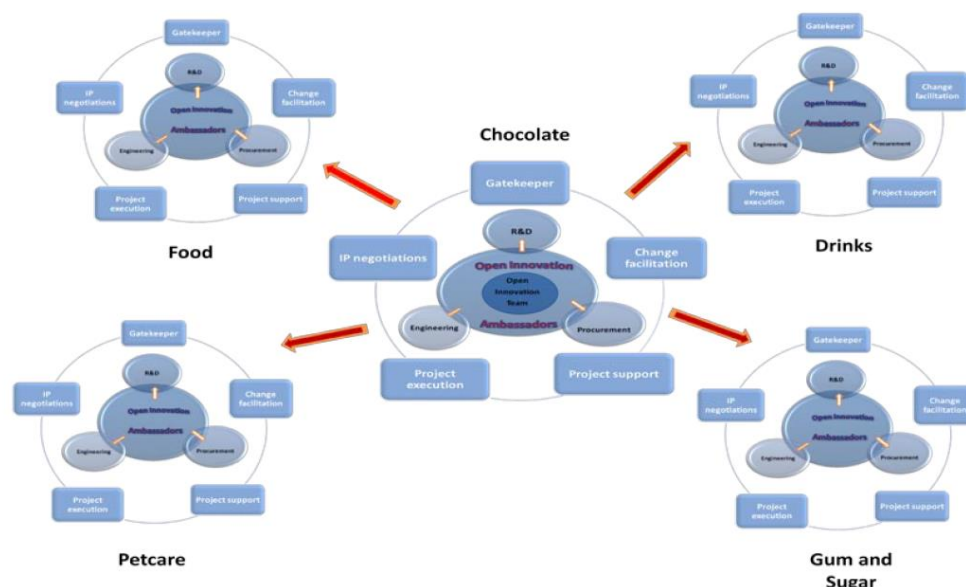 Gatekeeper
R&D
IP
negotiations
Change
facilitation
Open Innovation
Ambassadors
Engineering
Procurement
Project
execution
Project support
Food
Gatekeeper
R&D
IP
negotiations
Change
facilitation
Open Innovation
Ambassadors
Engineering
Procurement
Project
execution
Project support
Drinks
Chocolate
Gatekeeper
R&D
IP negotiations
Change
facilitation
Open Innovation
Open
Innovation
Team
Ambassadors
Engineering
Procurement
Project
execution
Project support
Gatekeeper
R&D
IP
negotiations
Change
facilitation
Open Innovation
Ambassadors
Engineering
Procurement
Project
execution
Project support
Petcare
Gatekeeper
R&D
IP
negotiations
Change
facilitation
Open Innovation
Ambassadors
Engineering
Procurement
Project
execution
Project support
Gum and
Sugar